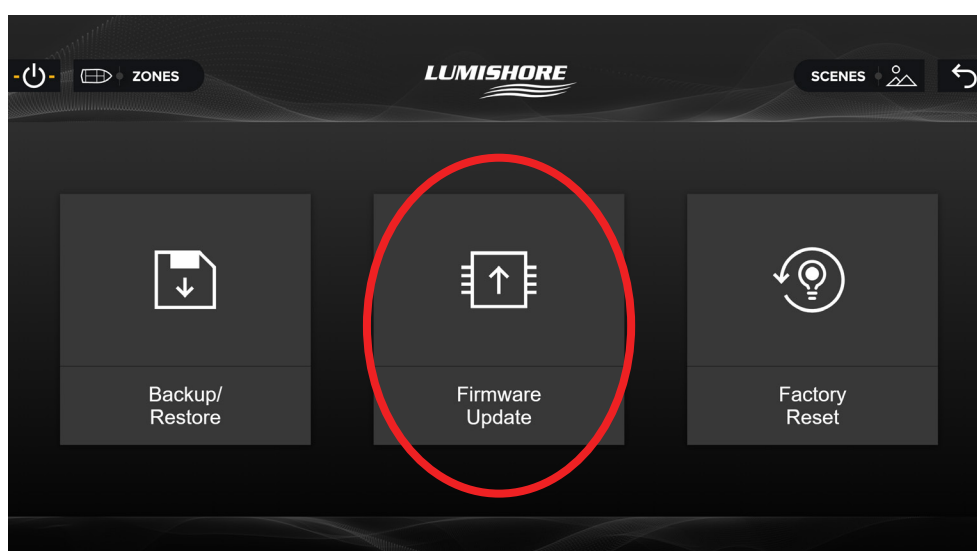 ZONES
LUMISHORE
SCENES
Backup/
Restore
Firmware
Update
Factory
Reset